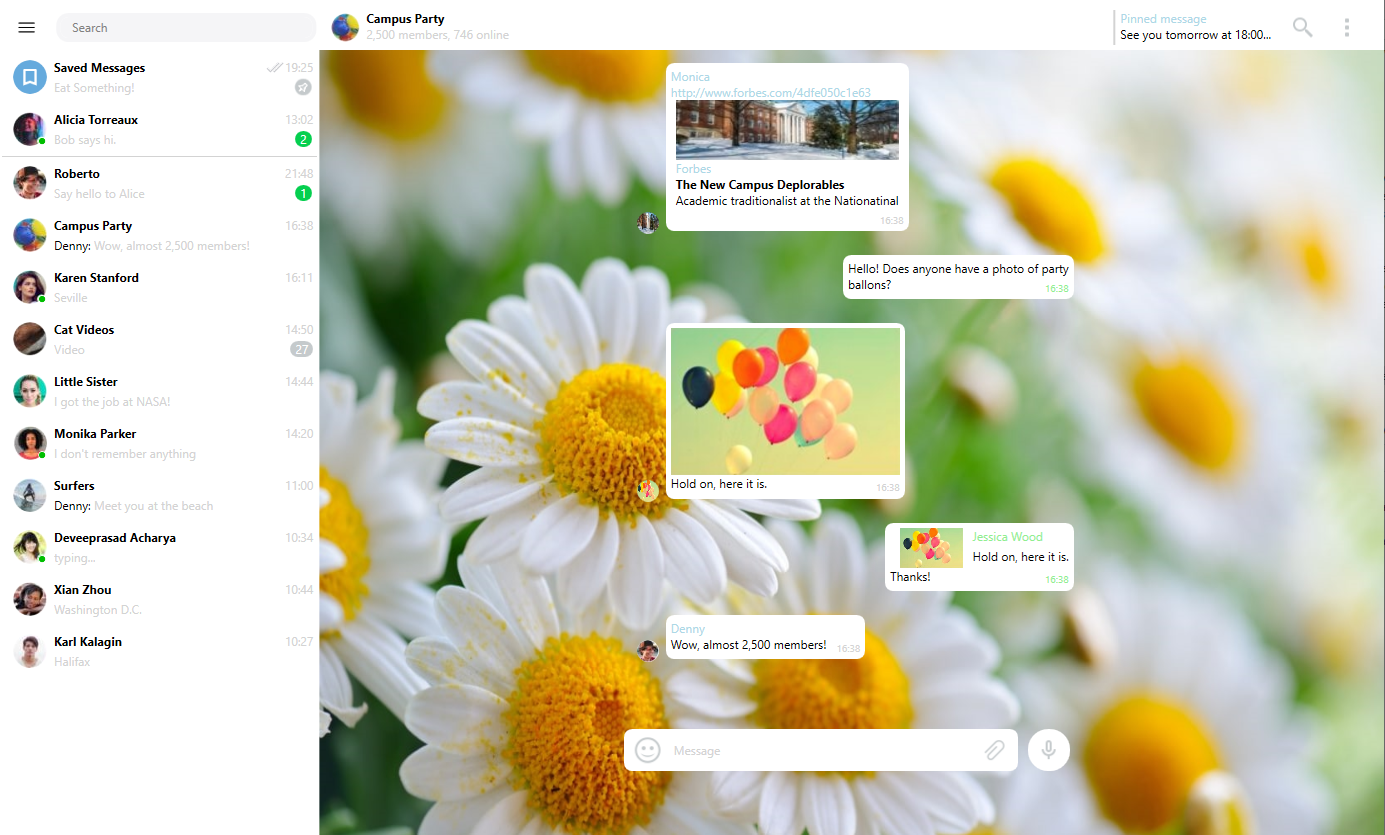 Search
Campus Party
2,500 members, 746 online
Pinned message
See you tomorrow at 18:00...
Saved Messages
19:25
Eat Something!
Alicia Torreaux
13:02
Bob says hi.
2
Roberto
21:48
Say hello to Alice
1
Campus Party
16:38
Denny: Wow, almost 2,500 members!
Karen Stanford
16:11
Seville
Cat Videos
14:50
Video
27
Little Sister
14:44
I got the job at NASA!
Monika Parker
14:20
I don't remember anything
Surfers
11:00
Denny: Meet you at the beach
Deveeprasad Acharya
10:34
typing...
Xian Zhou
10:44
Washington D.C.
Karl Kalagin
10:27
Halifax
Monica
http://www.forbes.com/4dfe050c1e63
Forbes
The New Campus Deplorables
Academic traditionalist at the Nationatinal
16:38
Hello! Does anyone have a photo of party
ballons?
16:38
Hold on, here it is.
16:38
Jessica Wood
Hold on, here it is.
Thanks!
16:38
Denny
Wow, almost 2,500 members!
16:38
Message